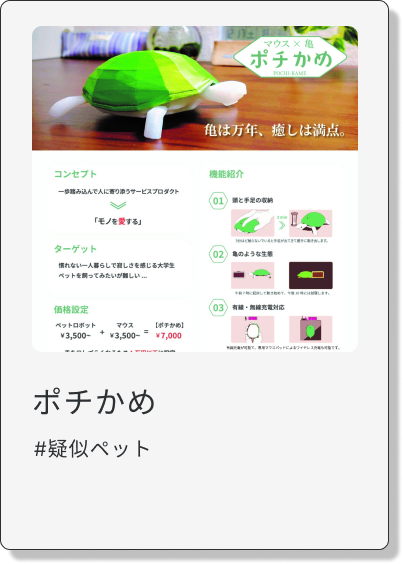 マウス × 亀
ポチかめ
POCHI-KAME
亀は万年、癒しは満点。
コンセプト
一歩踏み込んで人に寄り添うサービスプロダクト
「モノを愛する」
ターゲット
慣れない一人暮らしで寂しさを感じる大学生
ペットを飼ってみたいが難しい ...
価格設定
ペットロボット マウス 【ポチかめ】
¥3,500~ + ¥3,500~ = ¥7,000
機能紹介
01 頭と手足の収納
02 亀のような生態
03 有線・無線充電対応
ポチかめ
#疑似ペット